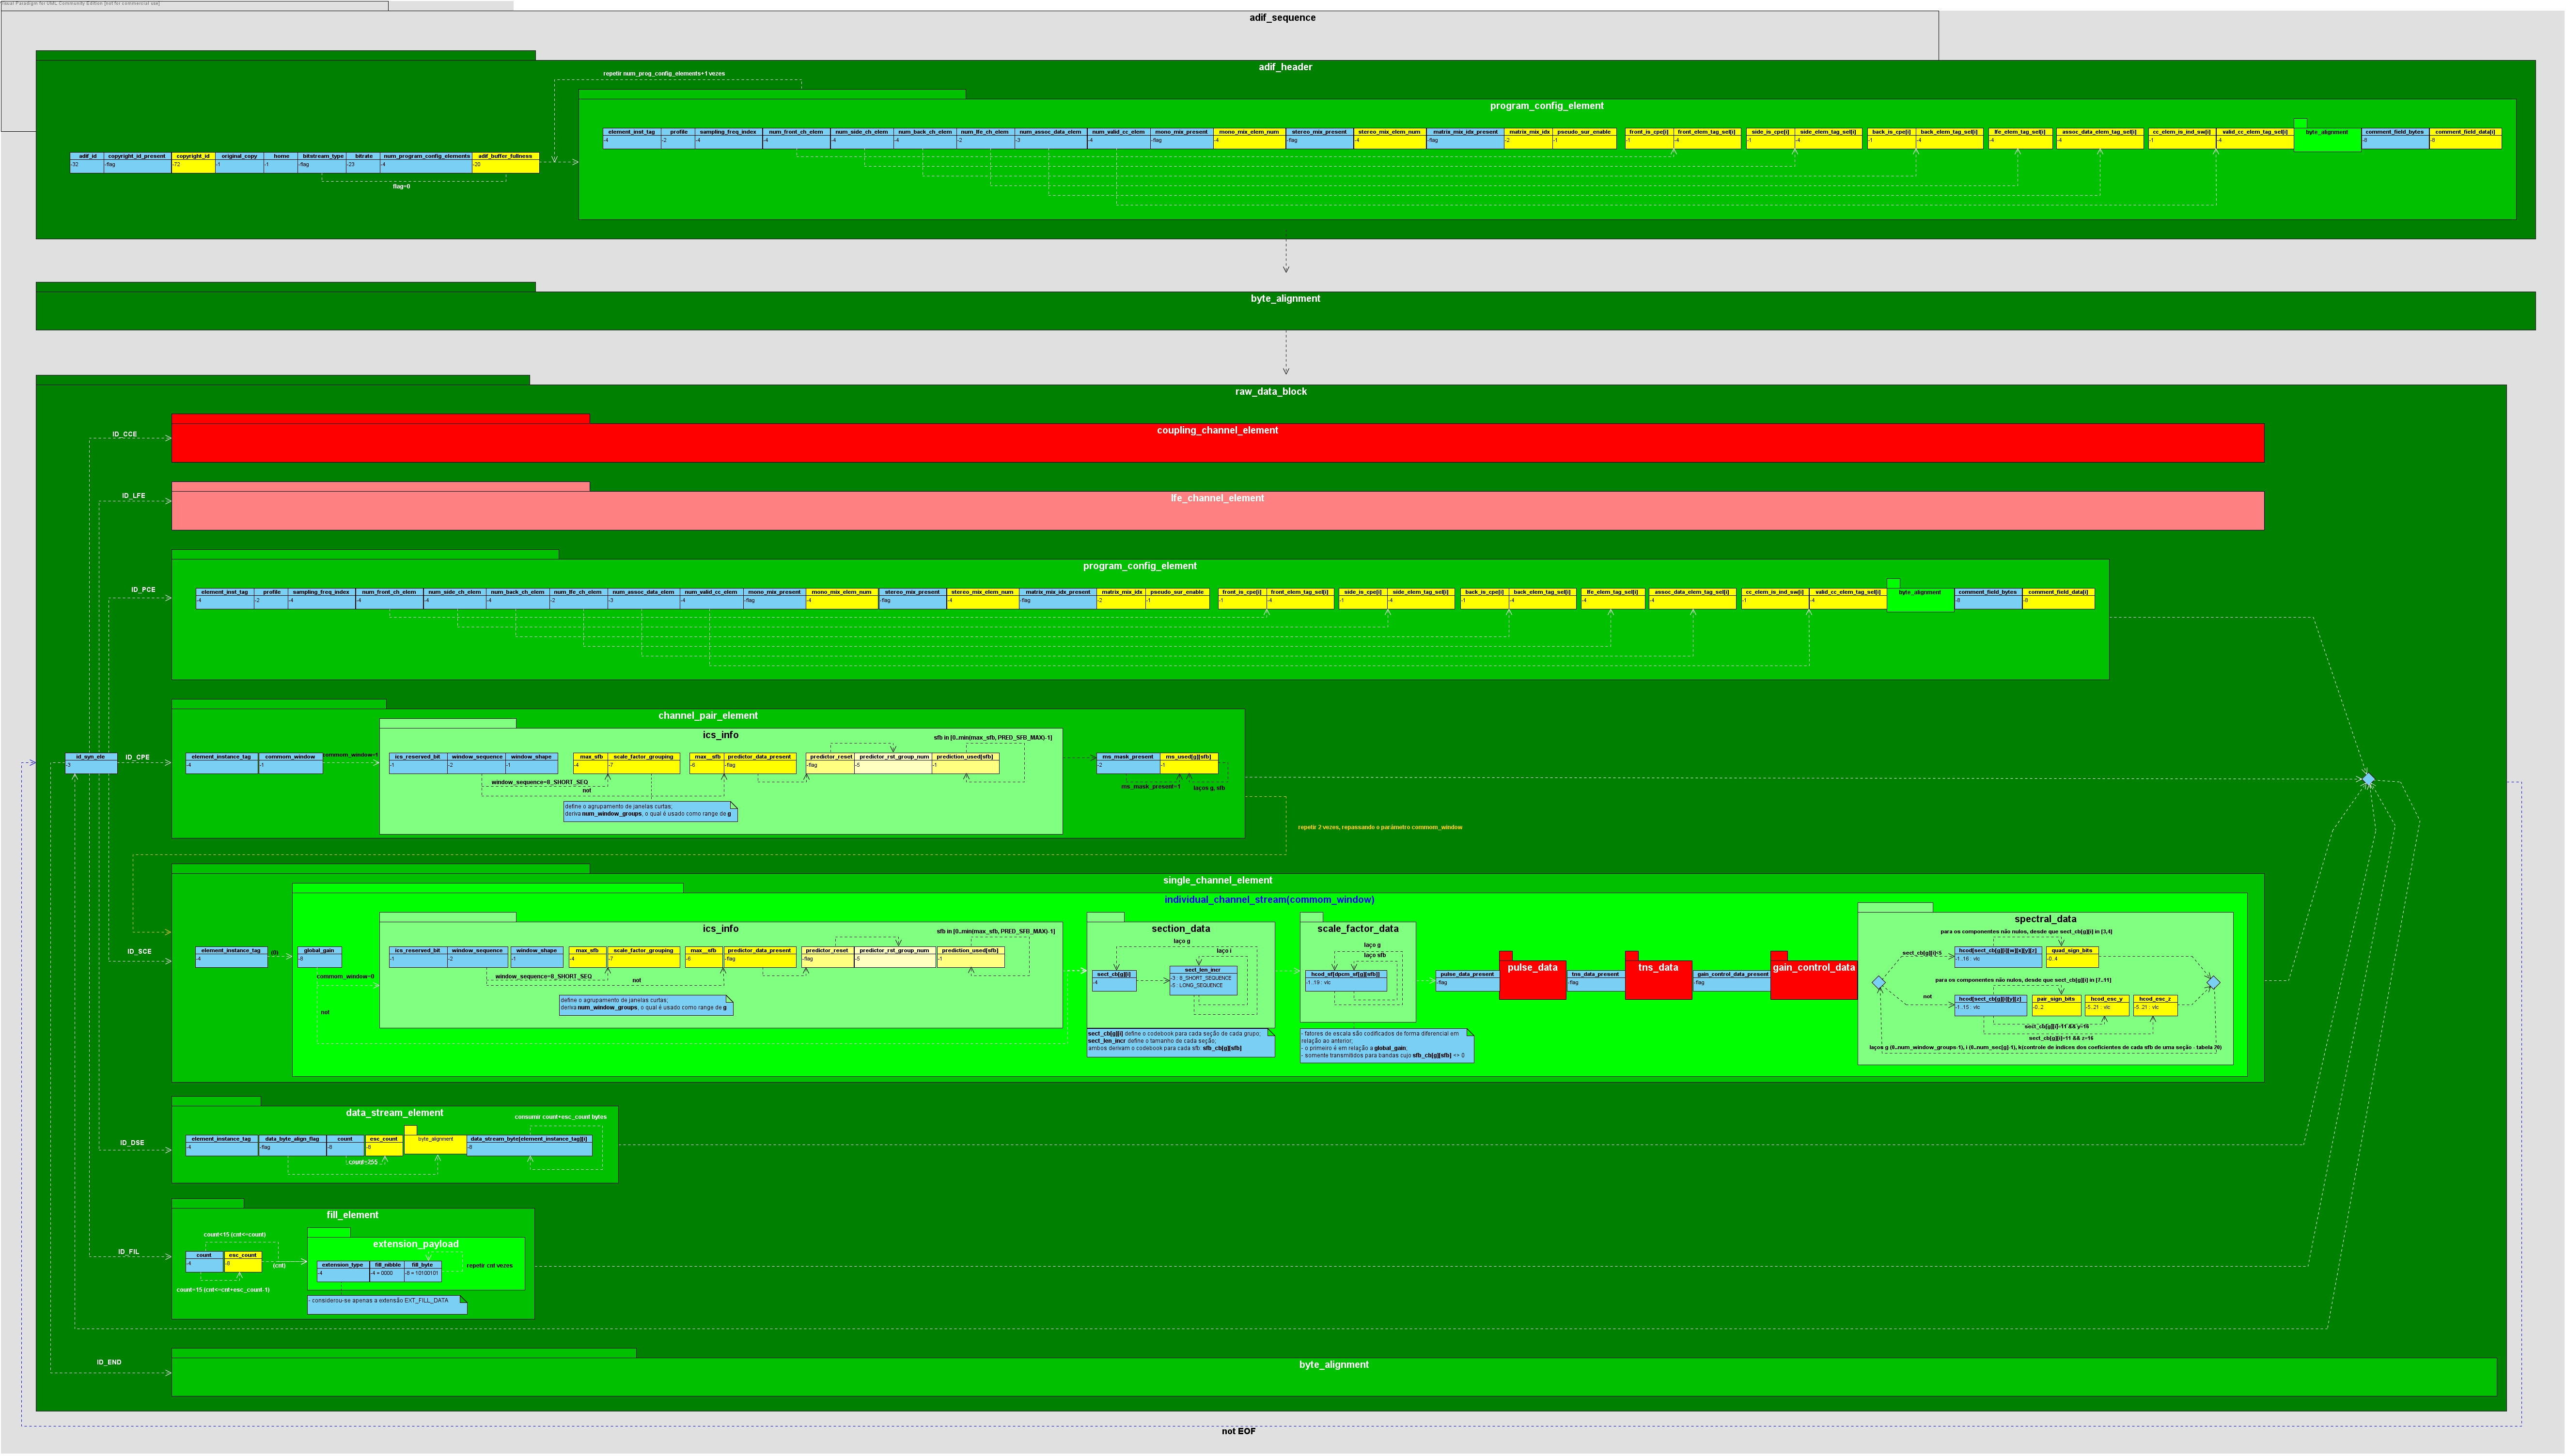 Visual Paradigm for UML Community Edition [not for commercial use]
adif_sequence
adif_header
repetir num_prog_config_elements+1 vezes
program_config_element
element_inst_tag profile sampling_freq_index num_front_ch_elem num_side_ch_elem num_back_ch_elem num_lfe_ch_elem num_assoc_data_elem num_valid_cc_elem mono_mix_present mono_mix_elem_num stereo_mix_present stereo_mix_elem_num matrix_mix_idx_present matrix_mix_idx pseudo_sur_enable front_is_cpe[i] front_elem_tag_sel[i] side_is_cpe[i] side_elem_tag_sel[i] back_is_cpe[i] back_elem_tag_sel[i] lfe_elem_tag_sel[i] assoc_data_elem_tag_sel[i] cc_elem_is_ind_sw[i] valid_cc_elem_tag_sel[i] byte_alignment comment_field_bytes comment_field_data[i]
-4 -2 -4 -4 -4 -4 -2 -3 -4 -flag -4 -flag -4 -flag -2 -1 -1 -4 -1 -4 -1 -4 -4 -4 -1 -4 -8 -8
adif_id copyright_id_present copyright_id original_copy home bitstream_type bitrate num_program_config_elements adif_buffer_fullness
-32 -flag -72 -1 -1 -flag -23 -4 -20
flag=0
byte_alignment
raw_data_block
ID_CCE
coupling_channel_element
ID_LFE
lfe_channel_element
program_config_element
ID_PCE
element_inst_tag profile sampling_freq_index num_front_ch_elem num_side_ch_elem num_back_ch_elem num_lfe_ch_elem num_assoc_data_elem num_valid_cc_elem mono_mix_present mono_mix_elem_num stereo_mix_present stereo_mix_elem_num matrix_mix_idx_present matrix_mix_idx pseudo_sur_enable front_is_cpe[i] front_elem_tag_sel[i] side_is_cpe[i] side_elem_tag_sel[i] back_is_cpe[i] back_elem_tag_sel[i] lfe_elem_tag_sel[i] assoc_data_elem_tag_sel[i] cc_elem_is_ind_sw[i] valid_cc_elem_tag_sel[i] byte_alignment comment_field_bytes comment_field_data[i]
-4 -2 -4 -4 -4 -4 -2 -3 -4 -flag -4 -flag -4 -flag -2 -1 -1 -4 -1 -4 -1 -4 -4 -4 -1 -4 -8 -8
channel_pair_element
ics_info
sfb in [0..min(max_sfb, PRED_SFB_MAX)-1]
id_syn_ele
-3
ID_CPE
element_instance_tag commom_window
-4 -1
commom_window=1
ics_reserved_bit window_sequence window_shape max_sfb scale_factor_grouping max__sfb predictor_data_present predictor_reset predictor_rst_group_num prediction_used[sfb]
-1 -2 -1 -4 -7 -6 -flag -flag -5 -1
ms_mask_present ms_used[g][sfb]
-2 -1
window_sequence=8_SHORT_SEQ
not
ms_mask_present=1 laços g, sfb
define o agrupamento de janelas curtas;
deriva num_window_groups, o qual é usado como range de g
repetir 2 vezes, repassando o parâmetro commom_window
single_channel_element
individual_channel_stream(commom_window)
ID_SCE
element_instance_tag
-4
(0)
global_gain
-8
commom_window=0
not
ics_info
sfb in [0..min(max_sfb, PRED_SFB_MAX)-1]
ics_reserved_bit window_sequence window_shape max_sfb scale_factor_grouping max__sfb predictor_data_present predictor_reset predictor_rst_group_num prediction_used[sfb]
-1 -2 -1 -4 -7 -6 -flag -flag -5 -1
window_sequence=8_SHORT_SEQ
not
define o agrupamento de janelas curtas;
deriva num_window_groups, o qual é usado como range de g
section_data
laço g
laço i
sect_cb[g][i]
-4
sect_len_incr
-3 : 8_SHORT_SEQUENCE
-5 : LONG_SEQUENCE
sect_cb[g][i] define o codebook para cada seção de cada grupo;
sect_len_incr define o tamanho de cada seção;
ambos derivam o codebook para cada sfb: sfb_cb[g][sfb]
scale_factor_data
laço g
laço sfb
hcod_sf[dpcm_sf[g][sfb]]
-1..19 : vlc
- fatores de escala são codificados de forma diferencial em
relação ao anterior;
- o primeiro é em relação a global_gain;
- somente transmitidos para bandas cujo sfb_cb[g][sfb] <> 0
pulse_data_present
-flag
pulse_data
tns_data_present
-flag
tns_data
gain_control_data_present
-flag
gain_control_data
spectral_data
para os componentes não nulos, desde que sect_cb[g][i] in [3,4]
sect_cb[g][i]<5
hcod[sect_cb[g][i]][w][x][y][z] quad_sign_bits
-1..16 : vlc -0..4
para os componentes não nulos, desde que sect_cb[g][i] in [7..11]
not
hcod[sect_cb[g][i]][y][z] pair_sign_bits hcod_esc_y hcod_esc_z
-1..15 : vlc -0..2 -5..21 : vlc -5..21 : vlc
sect_cb[g][i]=11 && y=16
sect_cb[g][i]=11 && z=16
laços g (0..num_window_groups-1), i (0..num_sec[g]-1), k(controle de índices dos coeficientes de cada sfb de uma seção - tabela 70)
data_stream_element
consumir count+esc_count bytes
ID_DSE
element_instance_tag data_byte_align_flag count esc_count byte_alignment data_stream_byte[element_instance_tag][i]
-4 -flag -8 -8 -8
count=255
fill_element
ID_FIL
count<15 (cnt<-count)
count esc_count
-4 -8
(cnt)
count=15 (cnt<-cnt+esc_count-1)
extension_payload
extension_type fill_nibble fill_byte
-4 -4 = 0000 -8 = 10100101
repetir cnt vezes
- considerou-se apenas a extensão EXT_FILL_DATA
ID_END
byte_alignment
not EOF